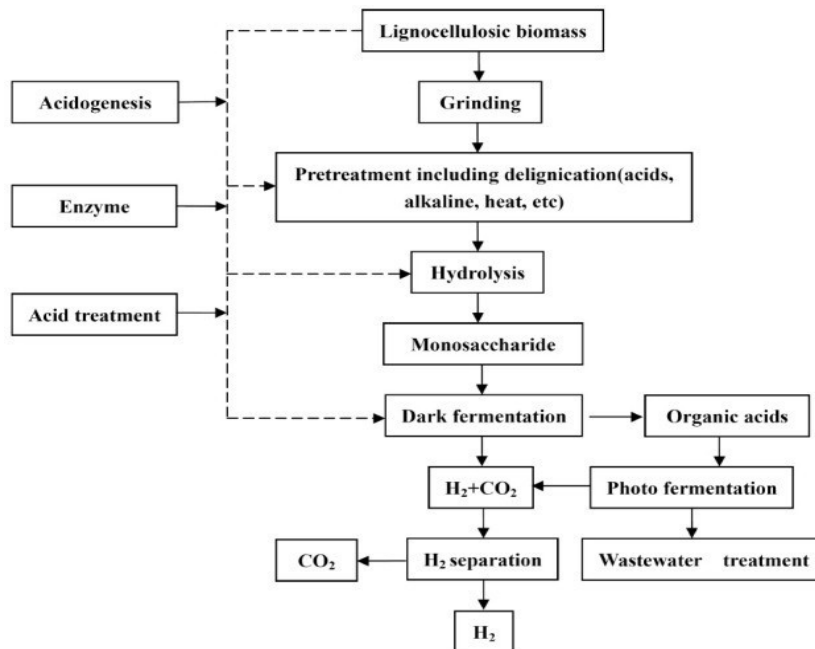 Lignocellulosic biomass
Acidogenesis
Grinding
Pretreatment including delignication(acids,
alkaline, heat, etc)
Enzyme
Hydrolysis
Acid treatment
Monosaccharide
Dark fermentation
Organic acids
H₂+CO₂
Photo fermentation
CO₂
H₂ separation
Wastewater treatment
H₂